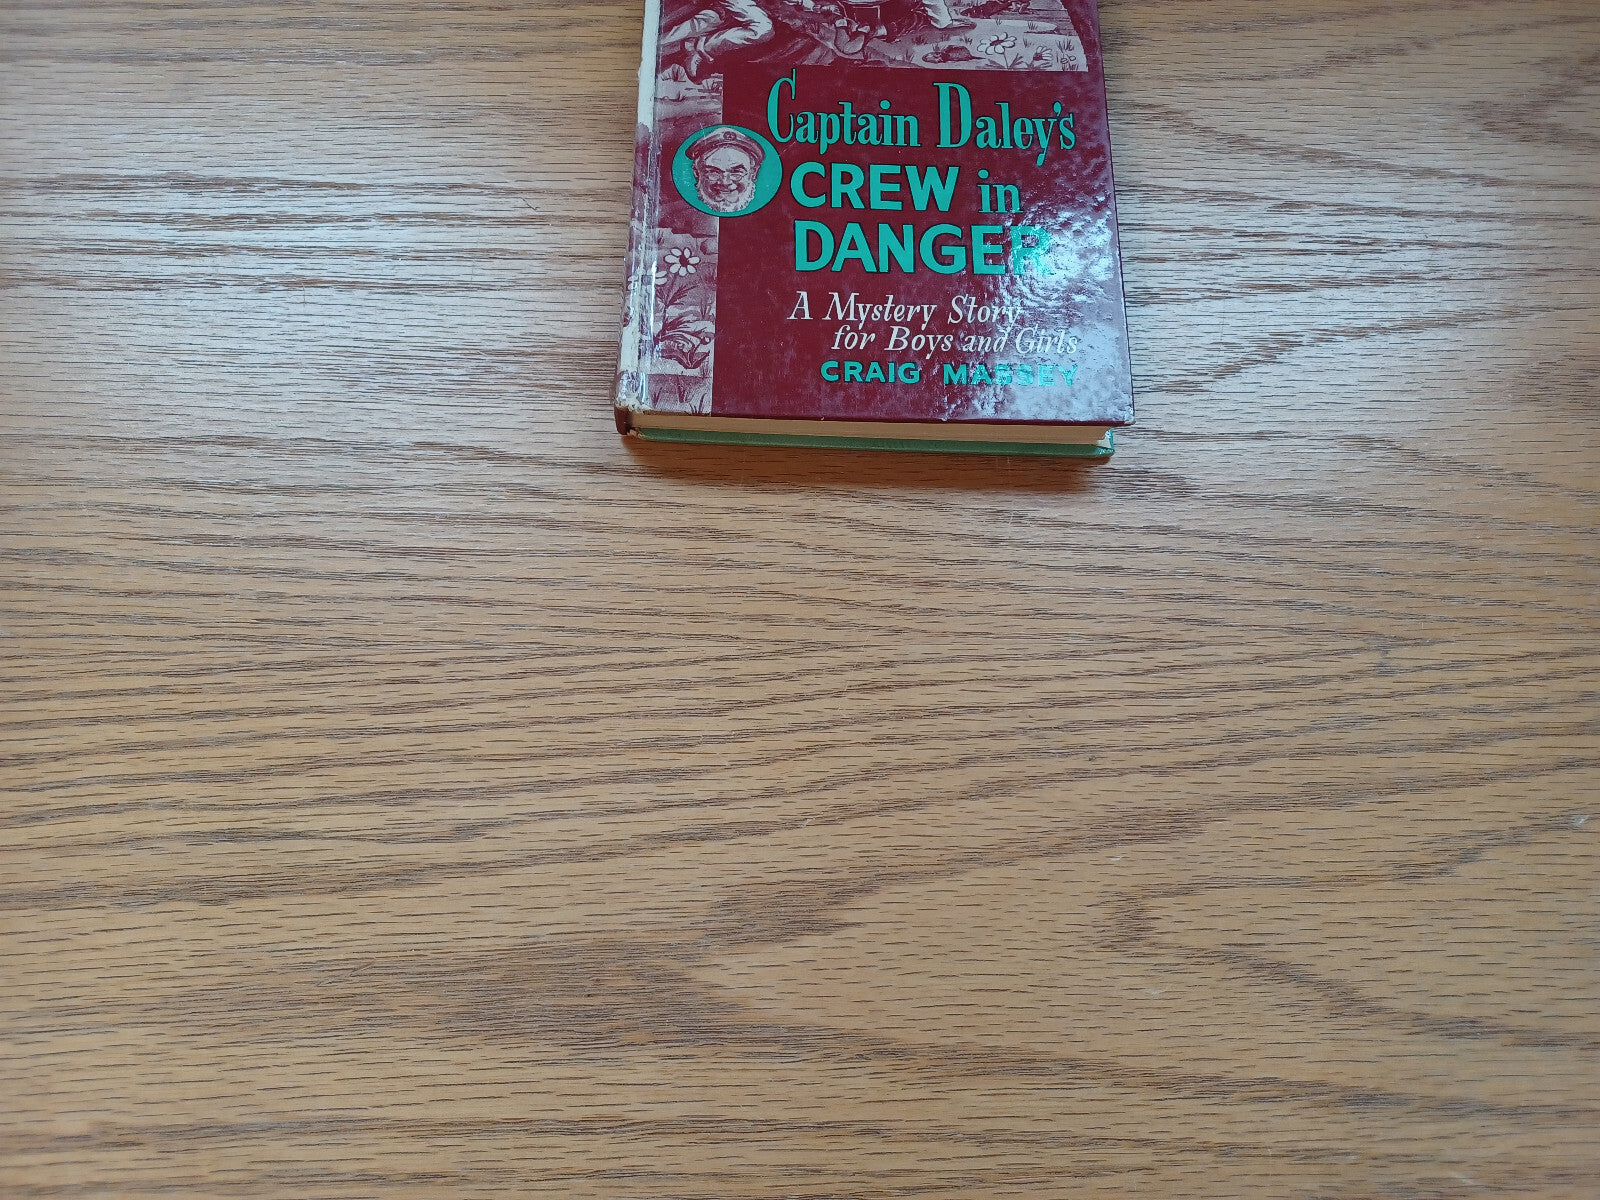 Captain Daley's
CREW in
DANGER
A Mystery Story
for Boys and Girls
CRAIG MASSEY